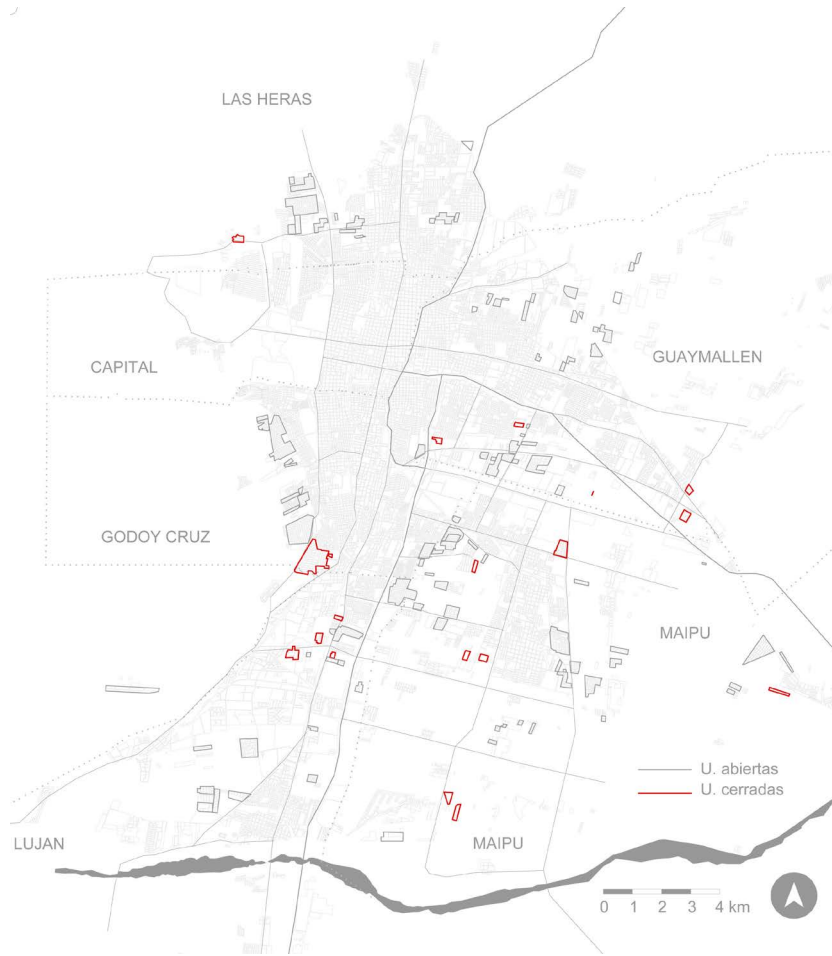 LAS HERAS
CAPITAL
GUAYMALLEN
GODOY CRUZ
MAIPU
U. abiertas
U. cerradas
LUJAN
MAIPU
0 1 2 3 4 km